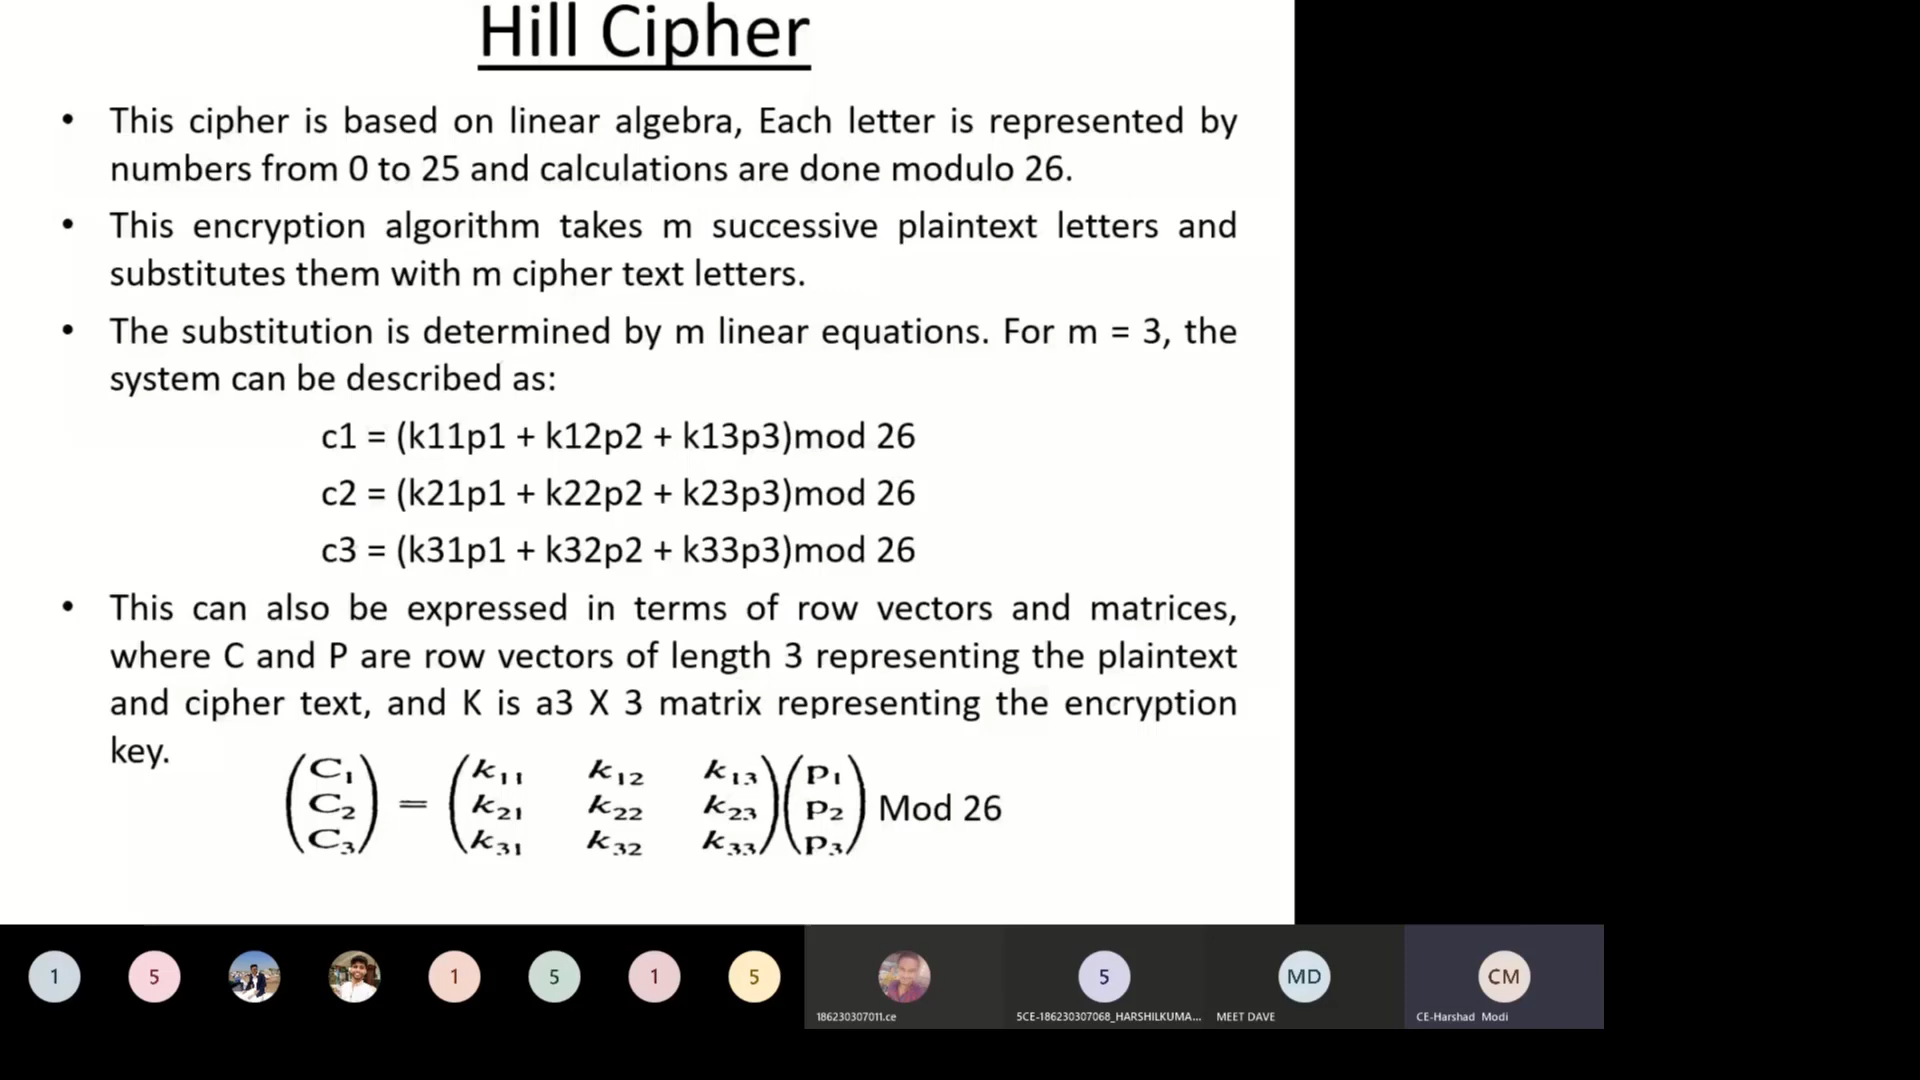 Hill Cipher
• This cipher is based on linear algebra, Each letter is represented by
numbers from 0 to 25 and calculations are done modulo 26.
• This encryption algorithm takes m successive plaintext letters and
substitutes them with m cipher text letters.
• The substitution is determined by m linear equations. For m = 3, the
system can be described as:
c1 = (k11p1 + k12p2 + k13p3)mod 26
c2 = (k21p1 + k22p2 + k23p3)mod 26
c3 = (k31p1 + k32p2 + k33p3)mod 26
• This can also be expressed in terms of row vectors and matrices,
where C and P are row vectors of length 3 representing the plaintext
and cipher text, and K is a3 X 3 matrix representing the encryption
key.
C₁ k₁₁ k₁₂ k₁₃ p₁
C₂ = k₂₁ k₂₂ k₂₃ p₂ Mod 26
C₃ k₃₁ k₃₂ k₃₃ p₃
1 5 1 5 1 5 5 MD CM
186230307011.ce 5CE-186230307068_HARSHILKUMA... MEET DAVE CE-Harshad Modi